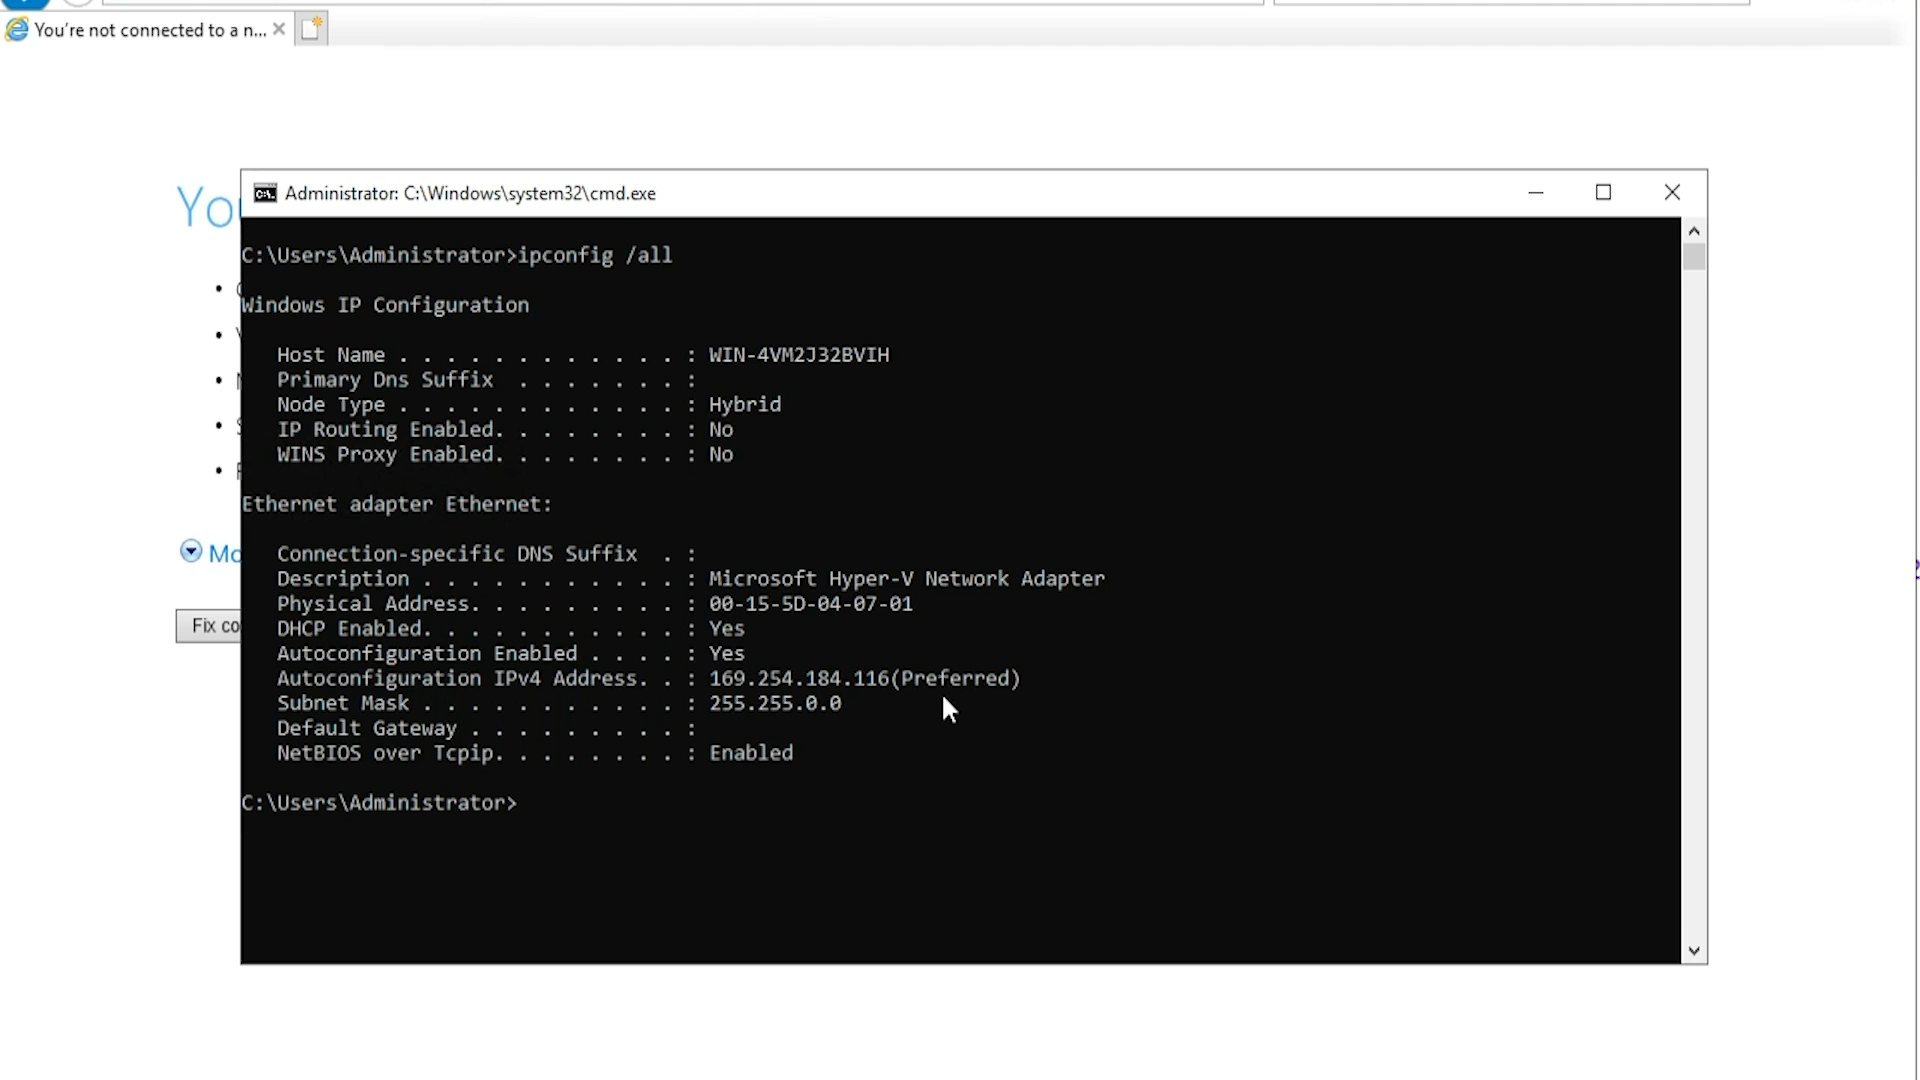 You're not connected to a n...
Yo
Administrator: C:\Windows\system32\cmd.exe
C:\Users\Administrator>ipconfig /all
Windows IP Configuration
Host Name . . . . . . . . . . . . : WIN-4VM2J32BVIH
Primary Dns Suffix  . . . . . . . :
Node Type . . . . . . . . . . . . : Hybrid
IP Routing Enabled. . . . . . . . : No
WINS Proxy Enabled. . . . . . . . : No
Ethernet adapter Ethernet:
Connection-specific DNS Suffix  . :
Description . . . . . . . . . . . : Microsoft Hyper-V Network Adapter
Physical Address. . . . . . . . . : 00-15-5D-04-07-01
DHCP Enabled. . . . . . . . . . . : Yes
Autoconfiguration Enabled . . . . : Yes
Autoconfiguration IPv4 Address. . : 169.254.184.116(Preferred)
Subnet Mask . . . . . . . . . . . : 255.255.0.0
Default Gateway . . . . . . . . . :
NetBIOS over Tcpip. . . . . . . . : Enabled
C:\Users\Administrator>
Mo
Fix co